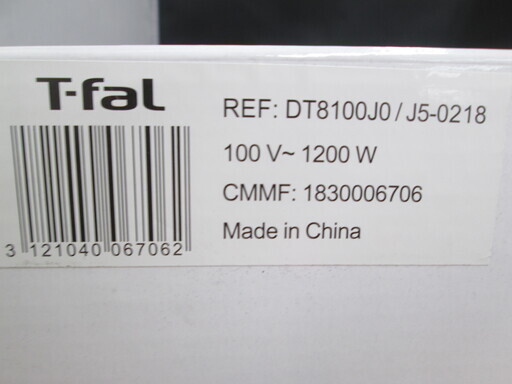 T-faL
REF: DT8100J0 / J5-0218
100 V~ 1200 W
CMMF: 1830006706
Made in China
3 121040 067062